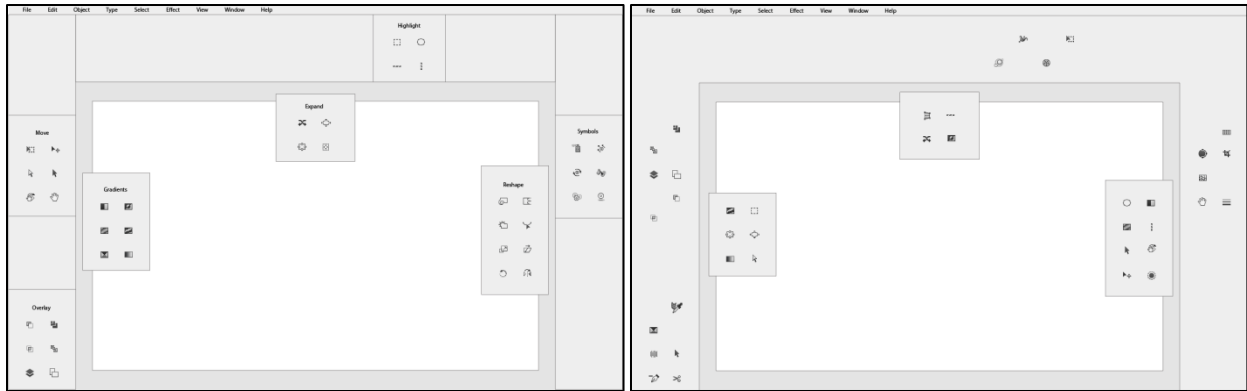 File Edit Object Type Select Effect View Window Help
Highlight
Expand
Move
Symbols
Gradients
Reshape
Overlay
File Edit Object Type Select Effect View Window Help